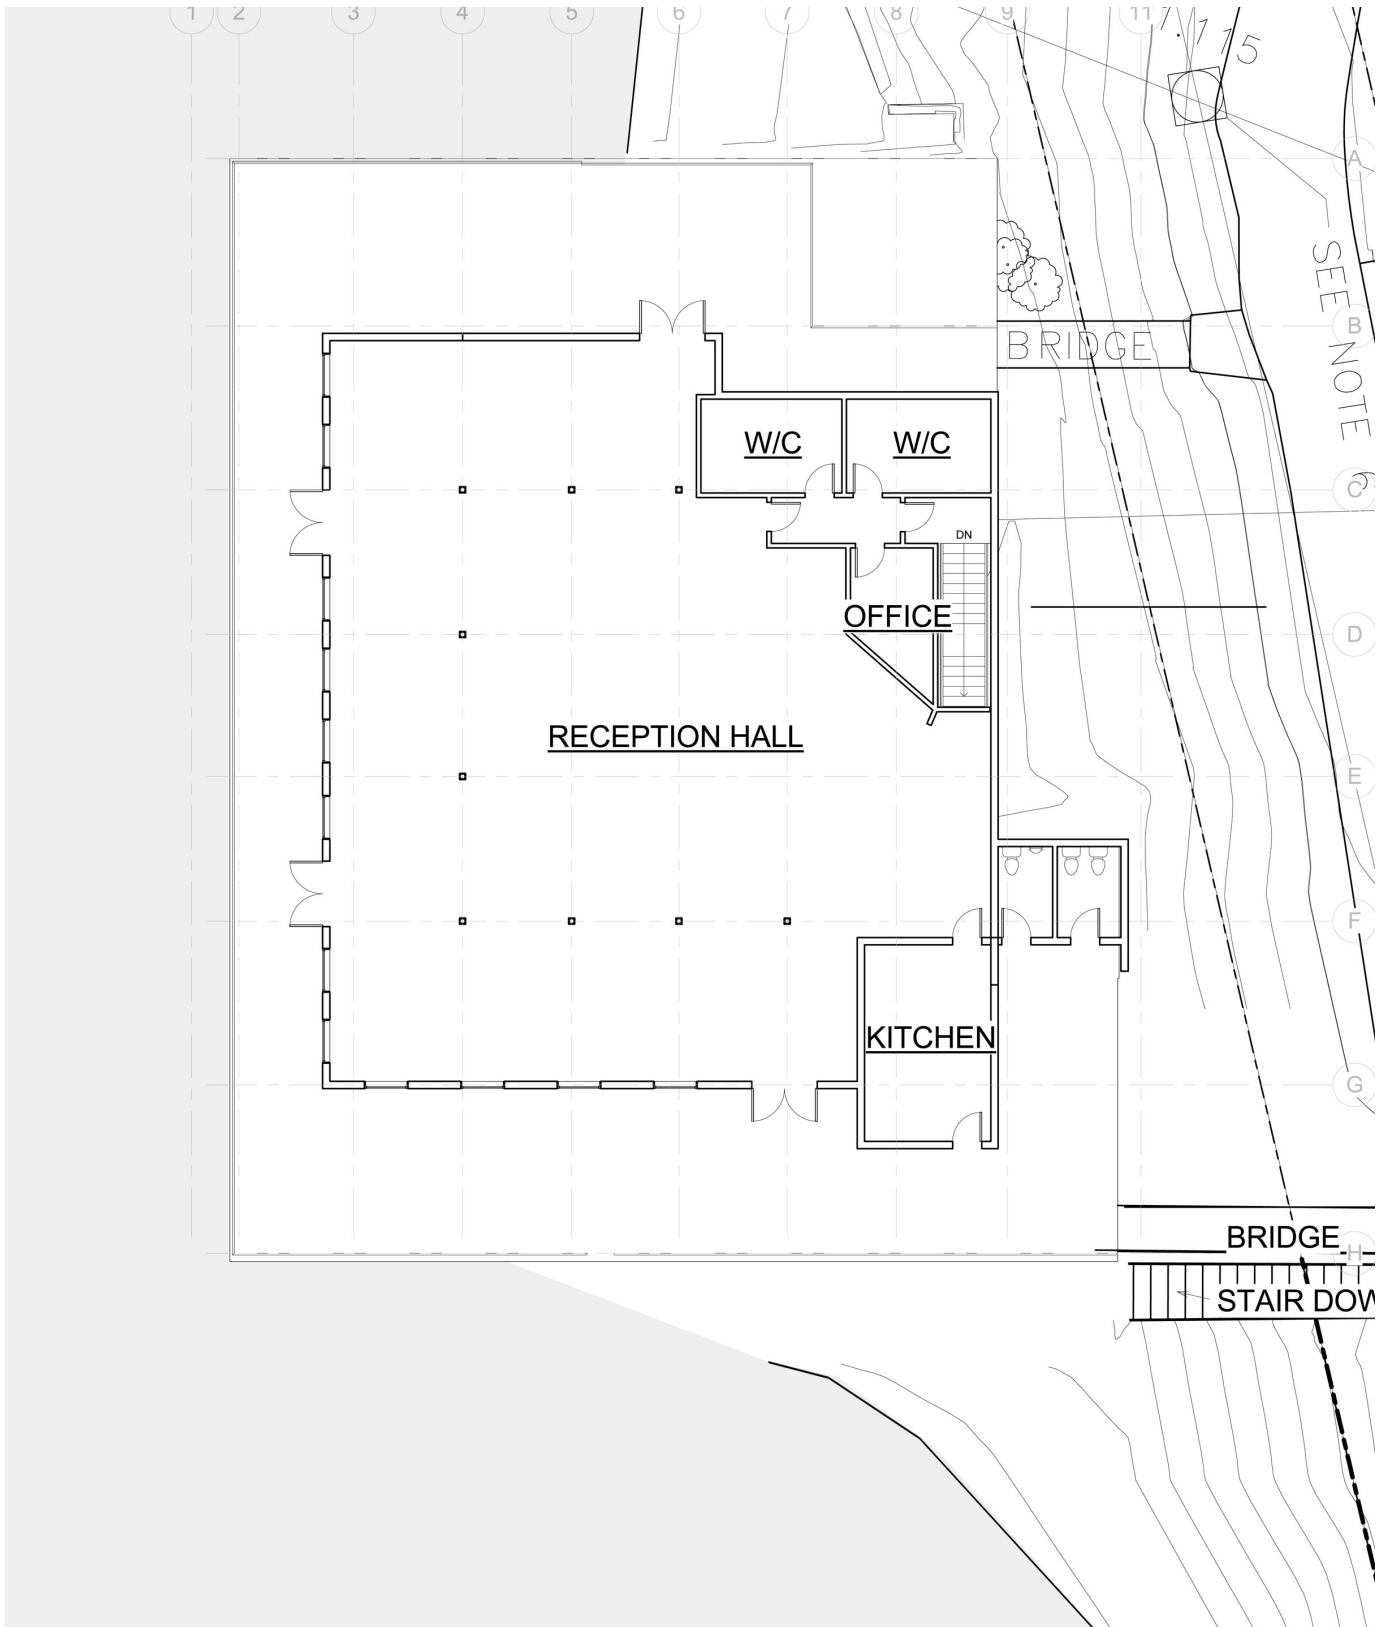 1 2 3 4 5 6 7 8 9 11
7.115
A
SEE NOTE 6
B
BRIDGE
W/C W/C
C
DN
OFFICE
D
RECEPTION HALL
E
F
KITCHEN
G
BRIDGE
H
STAIR DOW